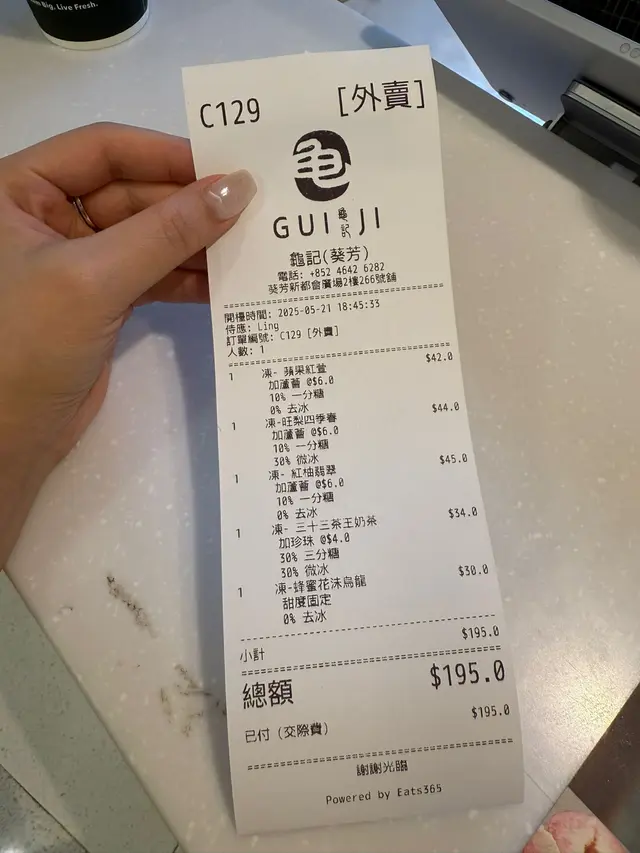 Big, Live Fresh.
C129 [外賣]
龜
GUI 龜記 JI
龜記(葵芳)
電話: +852 4642 6282
葵芳新都會廣場2樓266號舖
開檯時間: 2025-05-21 18:45:33
侍應: Ling
訂單編號: C129 [外賣]
人數: 1
1 凍- 蘋果紅萱 $42.0
加蘆薈 @$6.0
10% 一分糖
0% 去冰
1 凍-旺梨四季春 $44.0
加蘆薈 @$6.0
10% 一分糖
30% 微冰
1 凍- 紅柚翡翠 $45.0
加蘆薈 @$6.0
10% 一分糖
0% 去冰
1 凍- 三十三茶王奶茶 $34.0
加珍珠 @$4.0
30% 三分糖
30% 微冰
1 凍-蜂蜜花沫烏龍 $30.0
甜度固定
0% 去冰
小計 $195.0
總額 $195.0
已付 (交際費) $195.0
謝謝光臨
Powered by Eats365